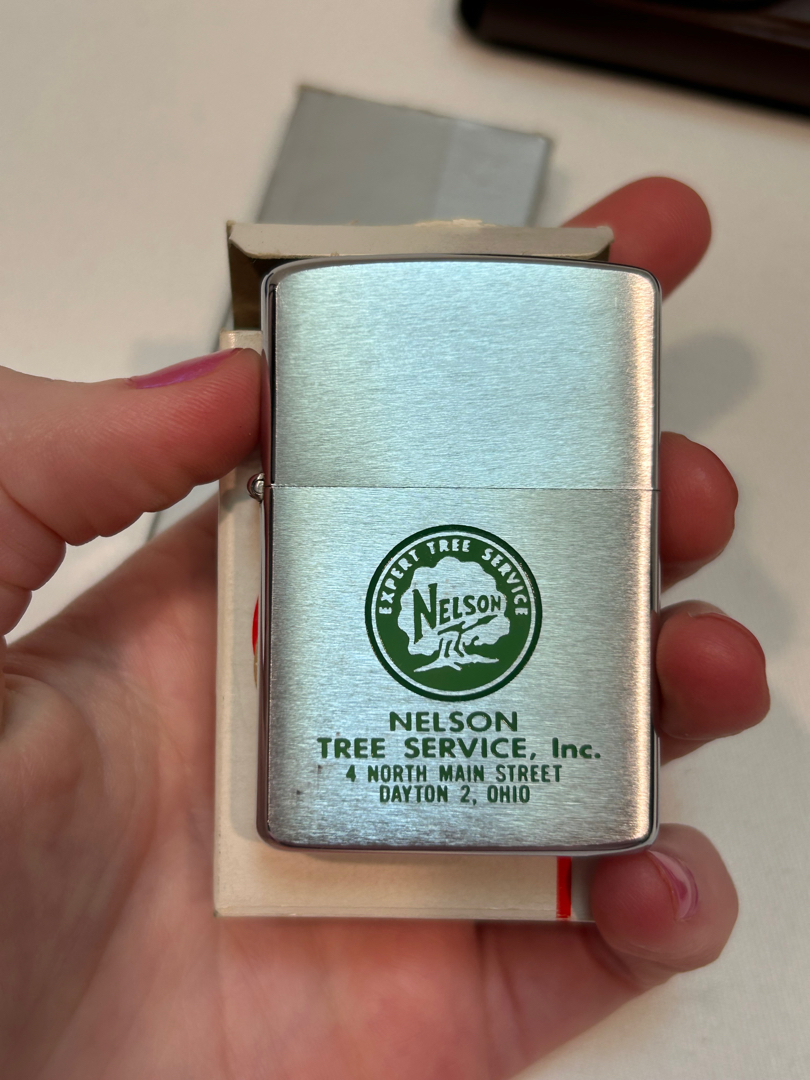 EXPERT TREE SERVICE
NELSON
NELSON
TREE SERVICE, Inc.
4 NORTH MAIN STREET
DAYTON 2, OHIO